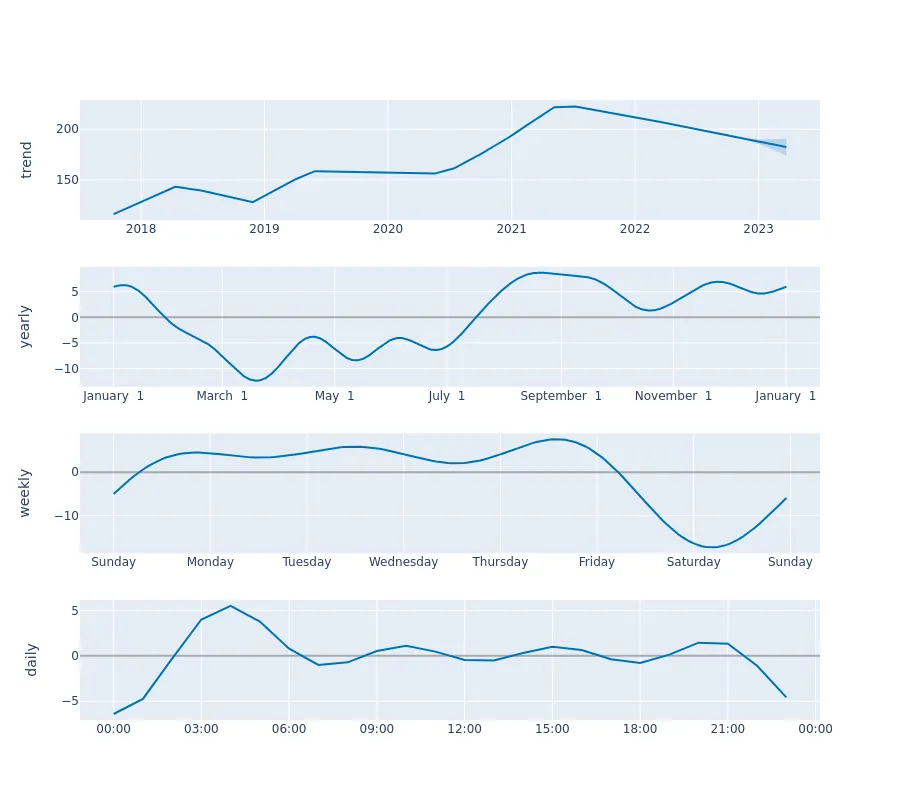 trend
200
150
2018 2019 2020 2021 2022 2023
yearly
5
0
−5
−10
January 1 March 1 May 1 July 1 September 1 November 1 January 1
weekly
0
−10
Sunday Monday Tuesday Wednesday Thursday Friday Saturday Sunday
daily
5
0
−5
00:00 03:00 06:00 09:00 12:00 15:00 18:00 21:00 00:00